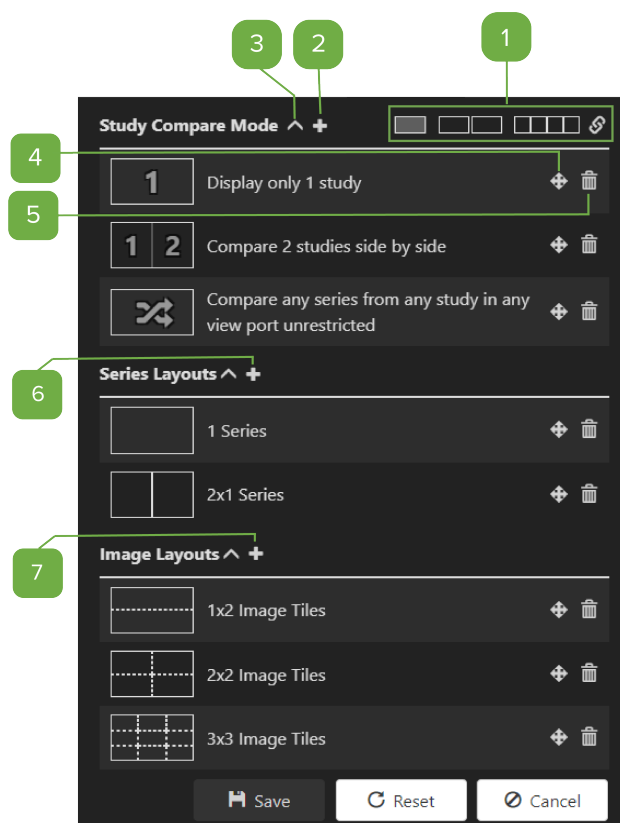 3 2 1
Study Compare Mode
4
1 Display only 1 study
5
1 2 Compare 2 studies side by side
Compare any series from any study in any
view port unrestricted
Series Layouts
6
1 Series
2x1 Series
Image Layouts
7
1x2 Image Tiles
2x2 Image Tiles
3x3 Image Tiles
Save Reset Cancel